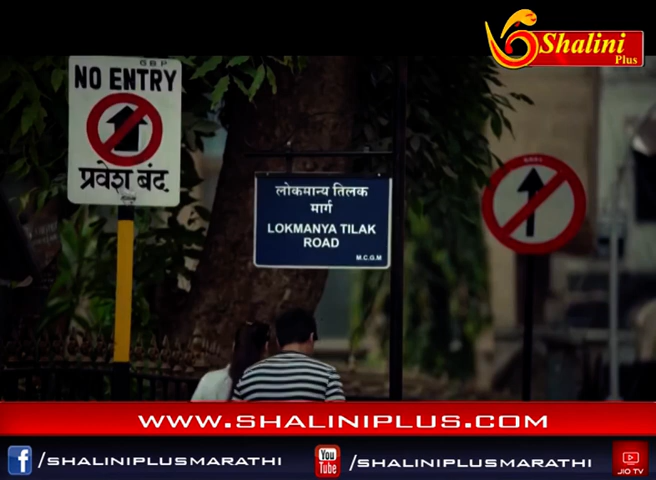 Shalini
Plus
GBP
NO ENTRY
प्रवेश बंद
लोकमान्य तिलक
मार्ग
LOKMANYA TILAK
ROAD
M.C.G.M
WWW.SHALINIPLUS.COM
/SHALINIPLUSMARATHI
You
Tube
/SHALINIPLUSMARATHI
JIO TV